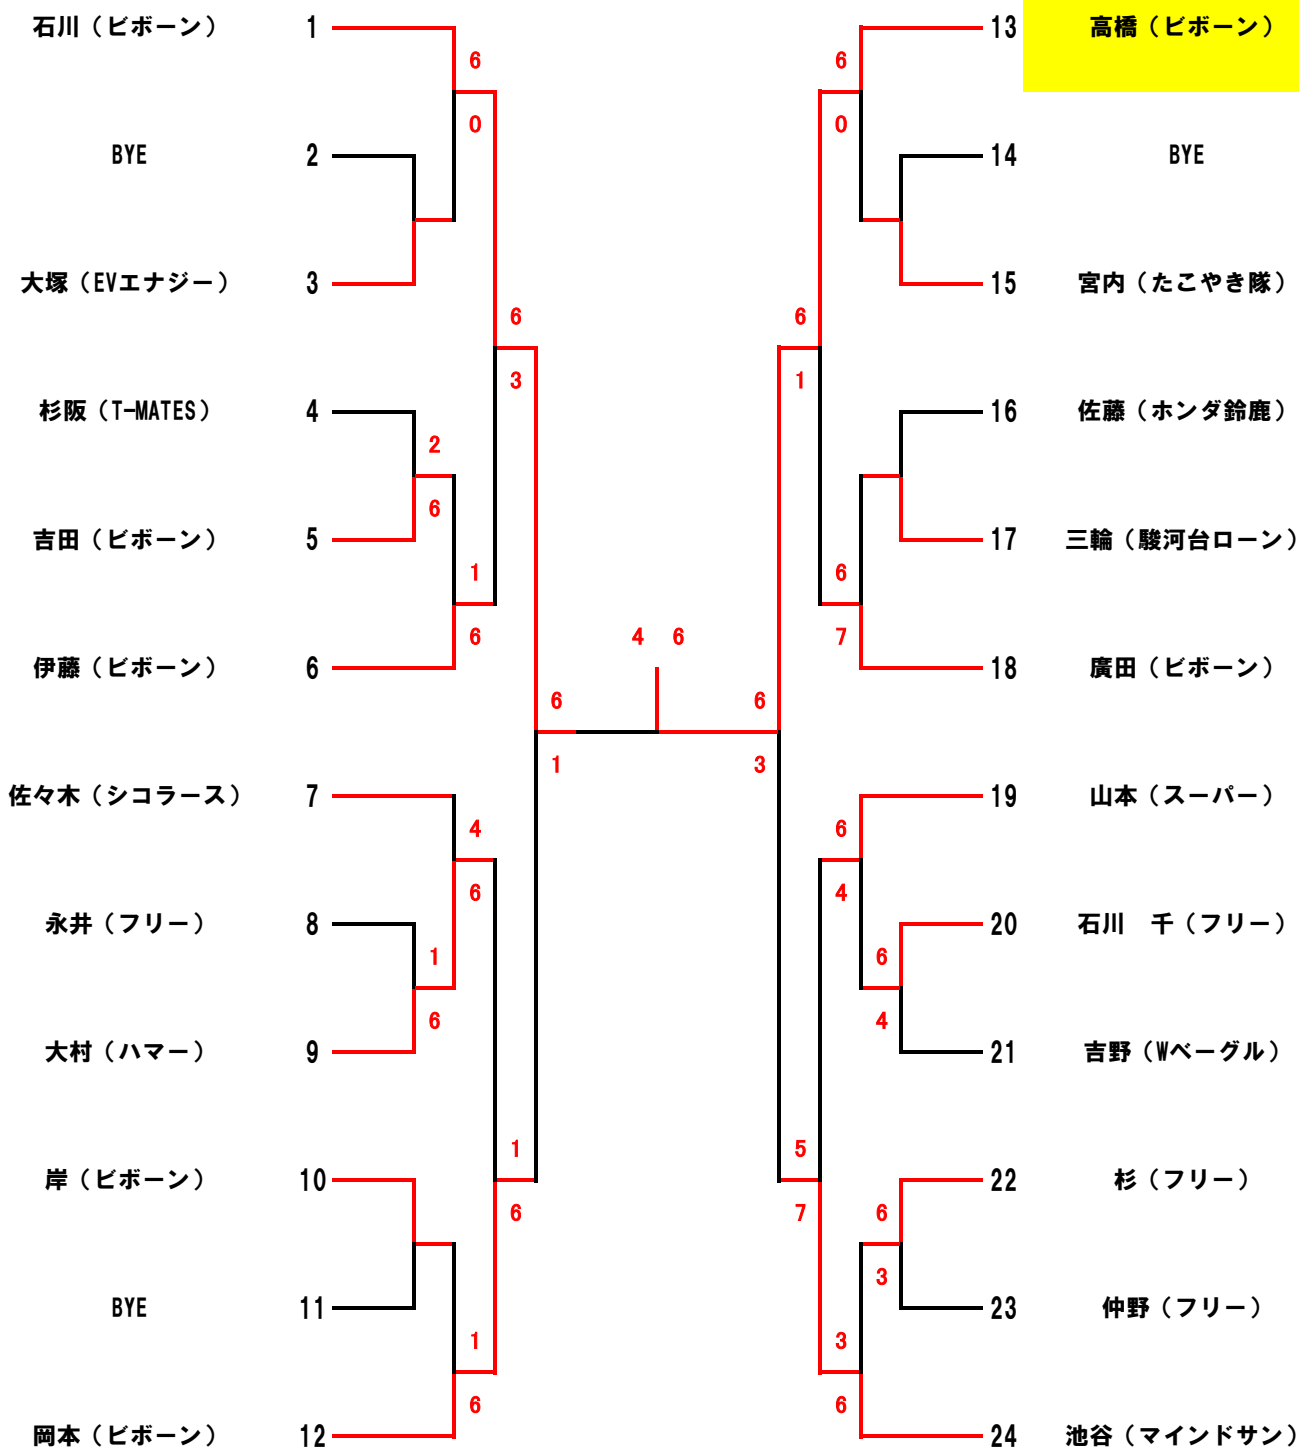 石川（ビボーン） 1
6
0
BYE 2
大塚（EVエナジー） 3
6
3
杉阪（T-MATES） 4
2
6
吉田（ビボーン） 5
1
6
伊藤（ビボーン） 6
6
1
佐々木（シコラース） 7
4
6
永井（フリー） 8
1
6
大村（ハマー） 9
1
6
岸（ビボーン） 10
BYE 11
1
6
岡本（ビボーン） 12
4 6
13 高橋（ビボーン）
6
0
14 BYE
15 宮内（たこやき隊）
6
1
16 佐藤（ホンダ鈴鹿）
17 三輪（駿河台ローン）
6
7
18 廣田（ビボーン）
6
3
19 山本（スーパー）
6
4
20 石川　千（フリー）
6
4
21 吉野（Wベーグル）
5
7
22 杉（フリー）
6
3
23 仲野（フリー）
3
6
24 池谷（マインドサン）